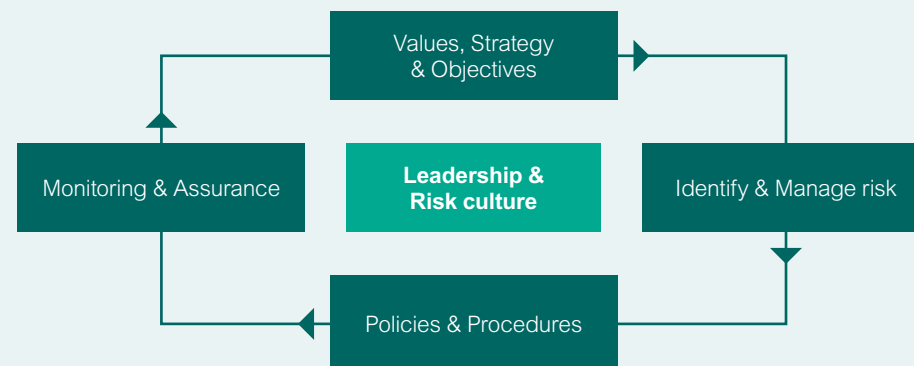 Values, Strategy
& Objectives
Monitoring & Assurance
Leadership &
Risk culture
Identify & Manage risk
Policies & Procedures